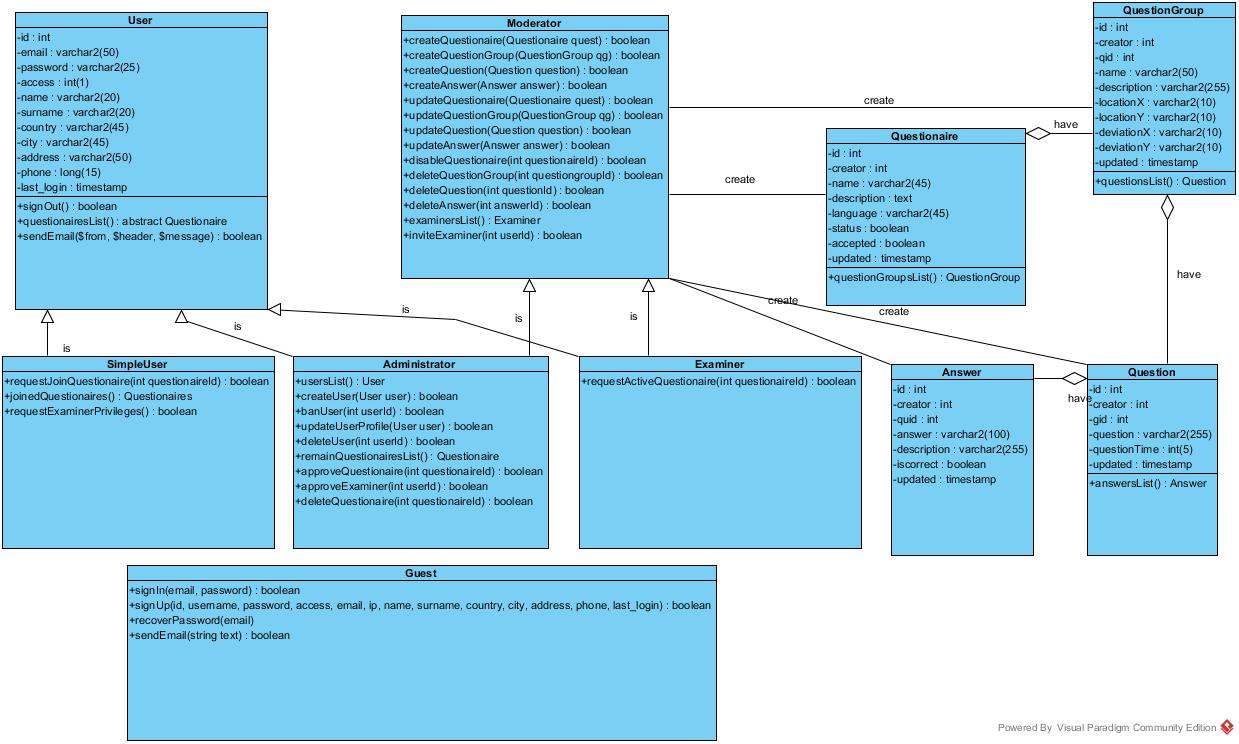 User
-id : int
-email : varchar2(50)
-password : varchar2(25)
-access : int(1)
-name : varchar2(20)
-surname : varchar2(20)
-country : varchar2(45)
-city : varchar2(45)
-address : varchar2(50)
-phone : long(15)
-last_login : timestamp
+signOut() : boolean
+questionairesList() : abstract Questionaire
+sendEmail($from, $header, $message) : boolean
Moderator
+createQuestionaire(Questionaire quest) : boolean
+createQuestionGroup(QuestionGroup qg) : boolean
+createQuestion(Question question) : boolean
+createAnswer(Answer answer) : boolean
+updateQuestionaire(Questionaire quest) : boolean
+updateQuestionGroup(QuestionGroup qg) : boolean
+updateQuestion(Question question) : boolean
+updateAnswer(Answer answer) : boolean
+disableQuestionaire(int questionaireId) : boolean
+deleteQuestionGroup(int questiongroupId) : boolean
+deleteQuestion(int questionId) : boolean
+deleteAnswer(int answerId) : boolean
+examinersList() : Examiner
+inviteExaminer(int userId) : boolean
create
create
create
create
Questionaire
-id : int
-creator : int
-name : varchar2(45)
-description : text
-language : varchar2(45)
-status : boolean
-accepted : boolean
-updated : timestamp
+questionGroupsList() : QuestionGroup
have
QuestionGroup
-id : int
-creator : int
-qid : int
-name : varchar2(50)
-description : varchar2(255)
-locationX : varchar2(10)
-locationY : varchar2(10)
-deviationX : varchar2(10)
-deviationY : varchar2(10)
-updated : timestamp
+questionsList() : Question
have
is
is
is
is
is
SimpleUser
+requestJoinQuestionaire(int questionaireId) : boolean
+joinedQuestionaires() : Questionaires
+requestExaminerPrivileges() : boolean
Administrator
+usersList() : User
+createUser(User user) : boolean
+banUser(int userId) : boolean
+updateUserProfile(User user) : boolean
+deleteUser(int userId) : boolean
+remainQuestionairesList() : Questionaire
+approveQuestionaire(int questionaireId) : boolean
+approveExaminer(int userId) : boolean
+deleteQuestionaire(int questionaireId) : boolean
Examiner
+requestActiveQuestionaire(int questionaireId) : boolean
Answer
-id : int
-creator : int
-quid : int
-answer : varchar2(100)
-description : varchar2(255)
-iscorrect : boolean
-updated : timestamp
have
Question
-id : int
-creator : int
-gid : int
-question : varchar2(255)
-questionTime : int(5)
-updated : timestamp
+answersList() : Answer
Guest
+signIn(email, password) : boolean
+signUp(id, username, password, access, email, ip, name, surname, country, city, address, phone, last_login) : boolean
+recoverPassword(email)
+sendEmail(string text) : boolean
Powered By Visual Paradigm Community Edition